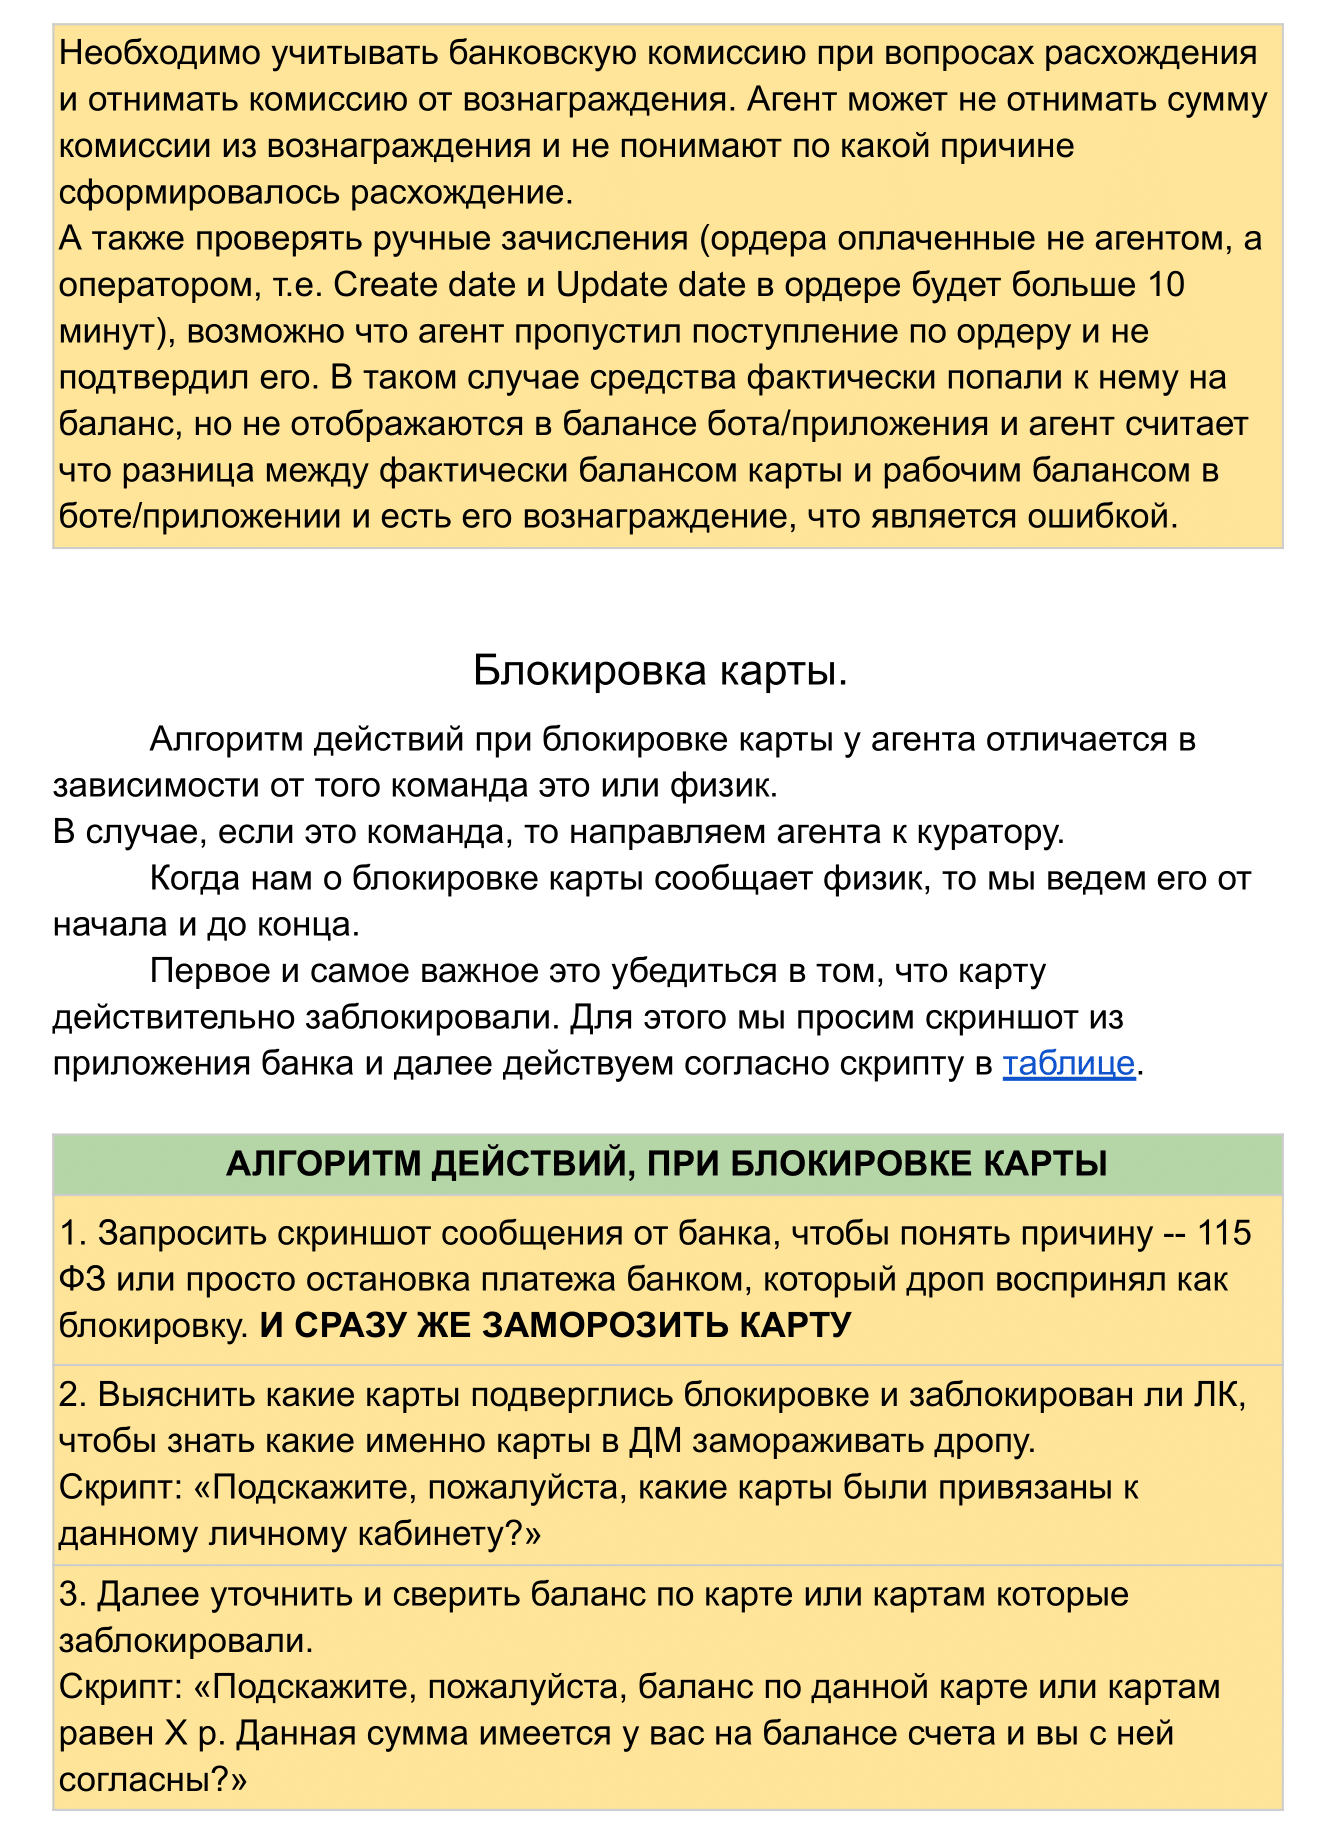 Необходимо учитывать банковскую комиссию при вопросах расхождения
и отнимать комиссию от вознаграждения. Агент может не отнимать сумму
комиссии из вознаграждения и не понимают по какой причине
сформировалось расхождение.
А также проверять ручные зачисления (ордера оплаченные не агентом, а
оператором, т.е. Create date и Update date в ордере будет больше 10
минут), возможно что агент пропустил поступление по ордеру и не
подтвердил его. В таком случае средства фактически попали к нему на
баланс, но не отображаются в балансе бота/приложения и агент считает
что разница между фактически балансом карты и рабочим балансом в
боте/приложении и есть его вознаграждение, что является ошибкой.
Блокировка карты.
Алгоритм действий при блокировке карты у агента отличается в
зависимости от того команда это или физик.
В случае, если это команда, то направляем агента к куратору.
Когда нам о блокировке карты сообщает физик, то мы ведем его от
начала и до конца.
Первое и самое важное это убедиться в том, что карту
действительно заблокировали. Для этого мы просим скриншот из
приложения банка и далее действуем согласно скрипту в таблице.
АЛГОРИТМ ДЕЙСТВИЙ, ПРИ БЛОКИРОВКЕ КАРТЫ
1. Запросить скриншот сообщения от банка, чтобы понять причину -- 115
ФЗ или просто остановка платежа банком, который дроп воспринял как
блокировку. И СРАЗУ ЖЕ ЗАМОРОЗИТЬ КАРТУ
2. Выяснить какие карты подверглись блокировке и заблокирован ли ЛК,
чтобы знать какие именно карты в ДМ замораживать дропу.
Скрипт: «Подскажите, пожалуйста, какие карты были привязаны к
данному личному кабинету?»
3. Далее уточнить и сверить баланс по карте или картам которые
заблокировали.
Скрипт: «Подскажите, пожалуйста, баланс по данной карте или картам
равен Х р. Данная сумма имеется у вас на балансе счета и вы с ней
согласны?»